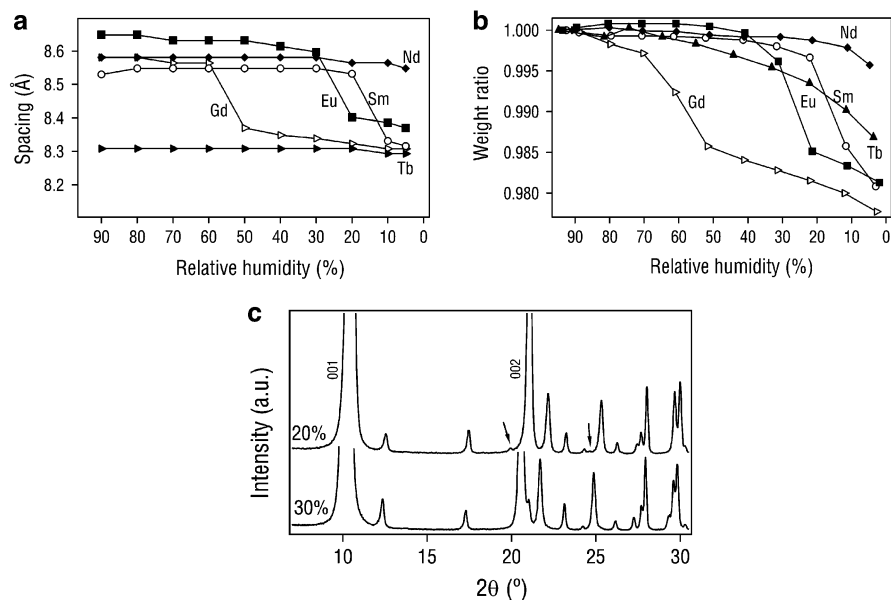 a
Spacing (Å)
8.6
8.5
8.4
8.3
8.2
90 80 70 60 50 40 30 20 10 0
Relative humidity (%)
Nd
Sm
Eu
Gd
Tb
b
Weight ratio
1.000
0.995
0.990
0.985
0.980
90 80 70 60 50 40 30 20 10 0
Relative humidity (%)
Nd
Sm
Eu
Gd
Tb
c
Intensity (a.u.)
001
002
20%
30%
10 15 20 25 30
2θ (º)